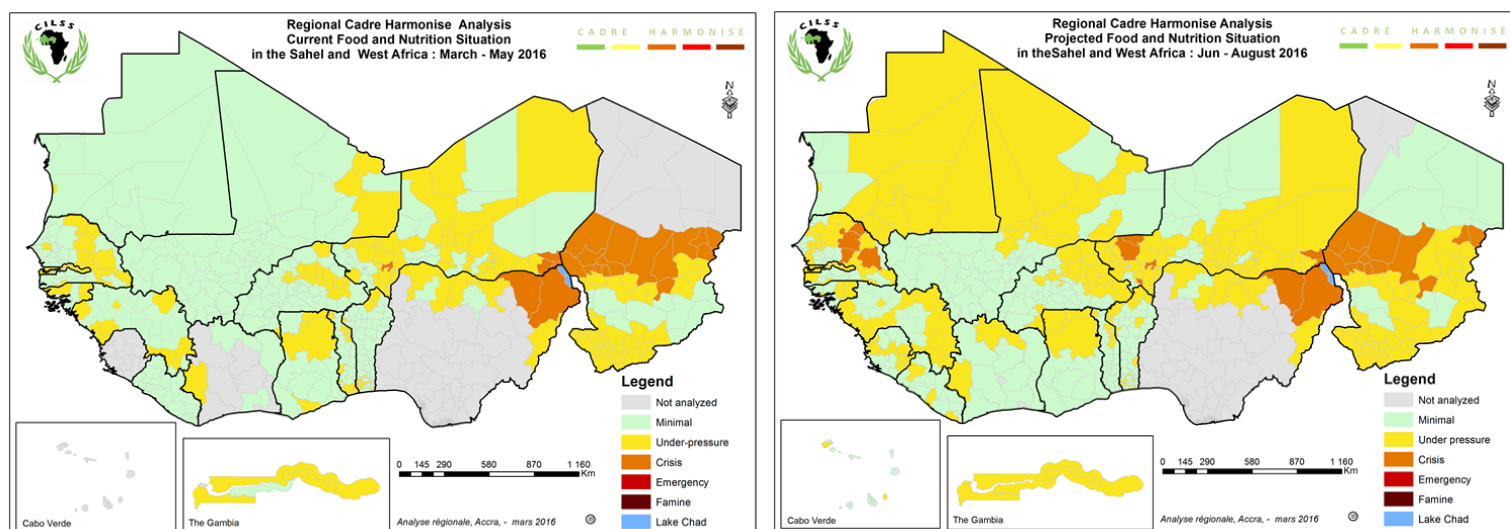 CILSS
Regional Cadre Harmonise Analysis
Current Food and Nutrition Situation
in the Sahel and West Africa : March - May 2016
CADRE HARMONISE
N
Legend
Not analyzed
Minimal
Under-pressure
Crisis
Emergency
Famine
Lake Chad
0 145 290 580 870 1 160
Km
Cabo Verde
The Gambia
Analyse régionale, Accra, - mars 2016
CILSS
Regional Cadre Harmonise Analysis
Projected Food and Nutrition Situation
in theSahel and West Africa : Jun - August 2016
CADRE HARMONISE
N
Legend
Not analyzed
Minimal
Under pressure
Crisis
Emergency
Famine
Lake Chad
0 145 290 580 870 1 160
Km
Cabo Verde
The Gambia
Analyse régionale, Accra, - mars 2016